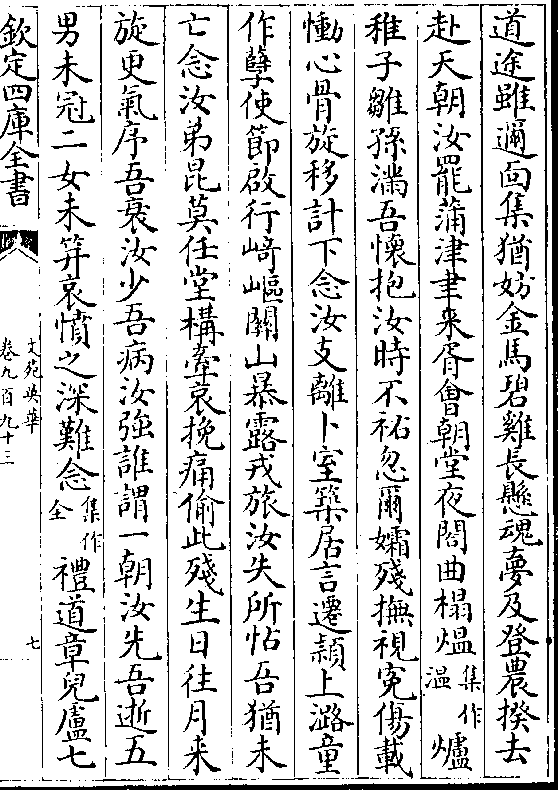 道途雖邇面集猶妨金馬碧雞長懸魂夢及登農揆去
赴天朝汝罷蒲津聿来胥會朝堂夜閤曲榻煴集作温爐
稚子雛孫滿吾懷抱汝時不祐忽爾孀殘撫視寃傷載
慟心骨旋移計下念汝支離卜室築居言遷潁上潞童
作孽使節啟行﨑嶇關山暴露戎旅汝失所怙吾猶未
亡念汝弟昆莫任堂構牽哀挽痛偷此殘生日往月来
旋更氣序吾衰汝少吾病汝強誰謂一朝汝先吾逝五
男未冠二女未笄哀憤之深難念集作全禮道章兒廬七
欽定四庫全書
文苑英華
卷九百九十三
七